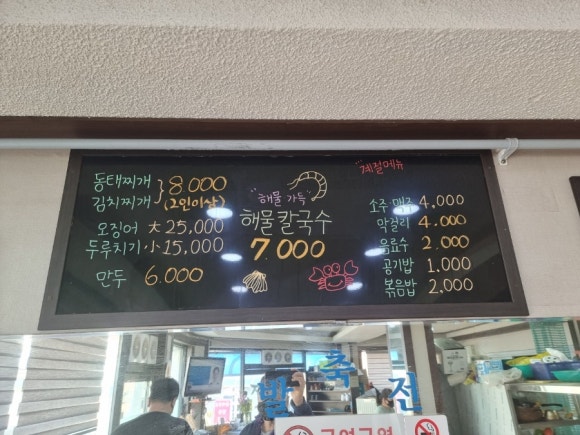 동태찌개 } 8.000
김치찌개 (2인이상)
오징어 大 25,000
두루치기 小 15,000
만두 6.000
"해물 가득"
해물칼국수
7.000
계절메뉴
소주·맥주 4,000
막걸리 4.000
음료수 2.000
공기밥 1.000
볶음밥 2,000
발 축 전
금연구역